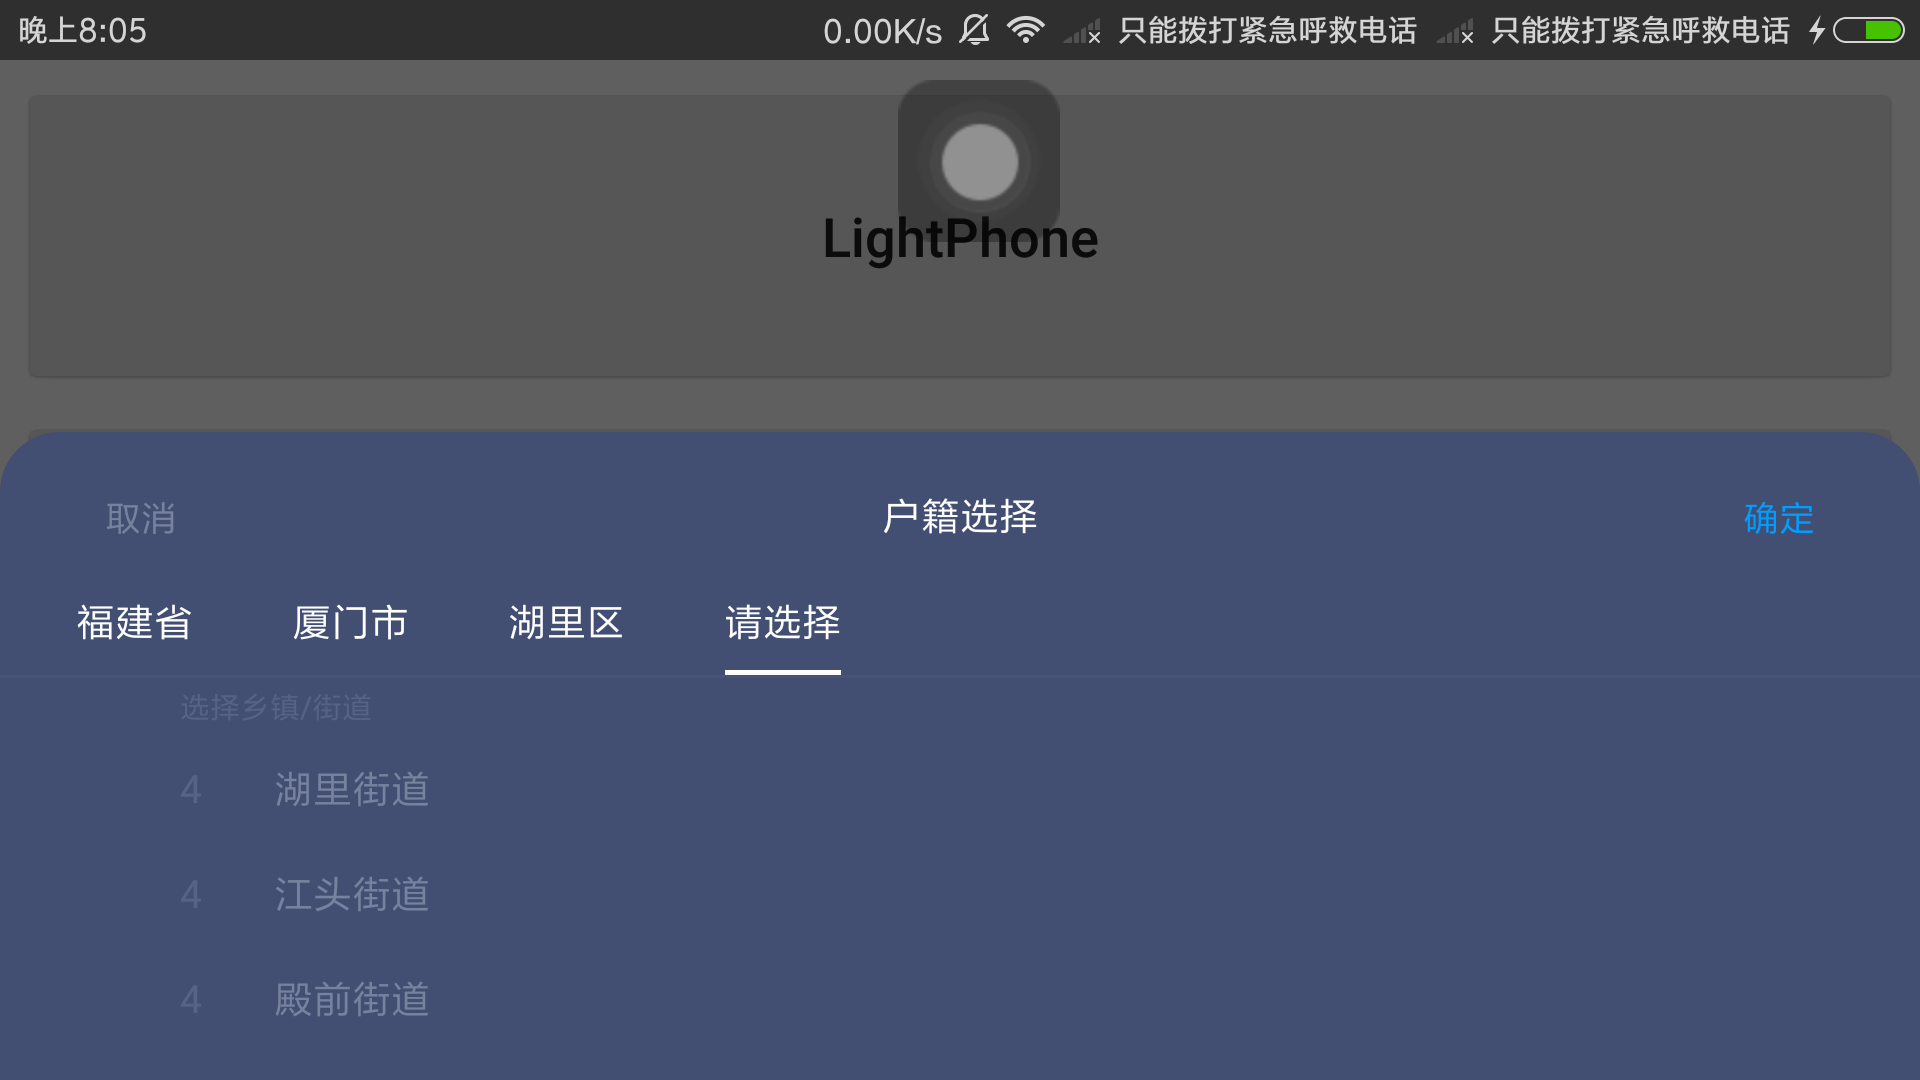 晚上8:05 0.00K/s 只能拨打紧急呼救电话 只能拨打紧急呼救电话
LightPhone
取消 户籍选择 确定
福建省 厦门市 湖里区 请选择
选择乡镇/街道
4 湖里街道
4 江头街道
4 殿前街道